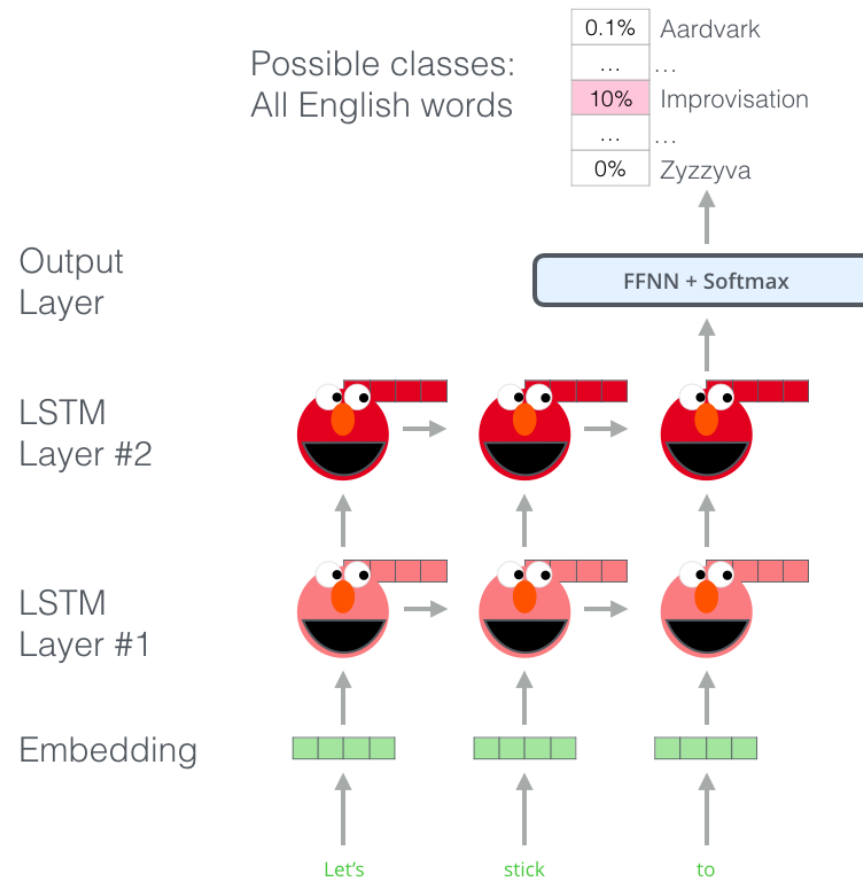 Possible classes:
All English words
0.1% Aardvark
... ...
10% Improvisation
... ...
0% Zyzzyva
Output
Layer
FFNN + Softmax
LSTM
Layer #2
LSTM
Layer #1
Embedding
Let's stick to